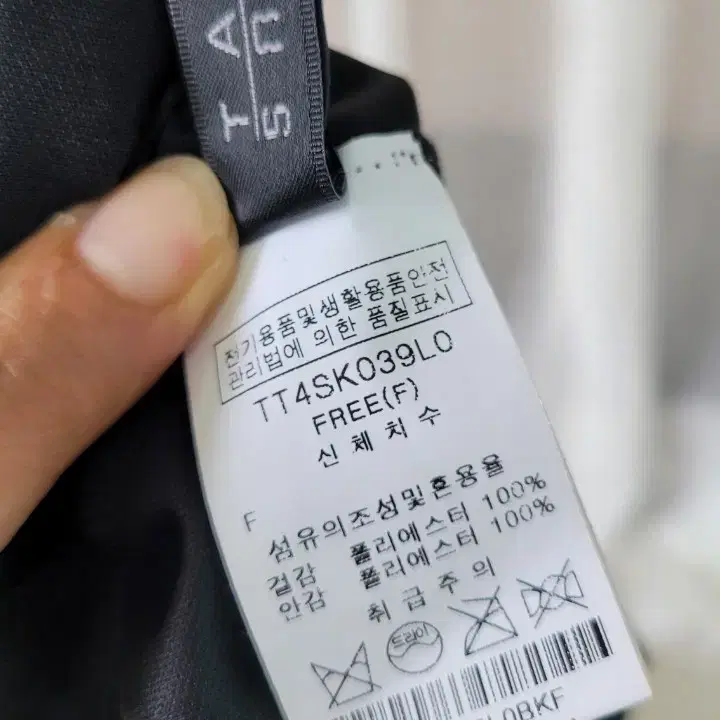 TA
전기용품및생활용품안전
관리법에 의한 품질표시
TT4SK039L0
FREE(F)
신체치수
F
섬유의조성및혼용율
겉감 폴리에스터 100%
안감 폴리에스터 100%
취급주의
드라이
L0BKF